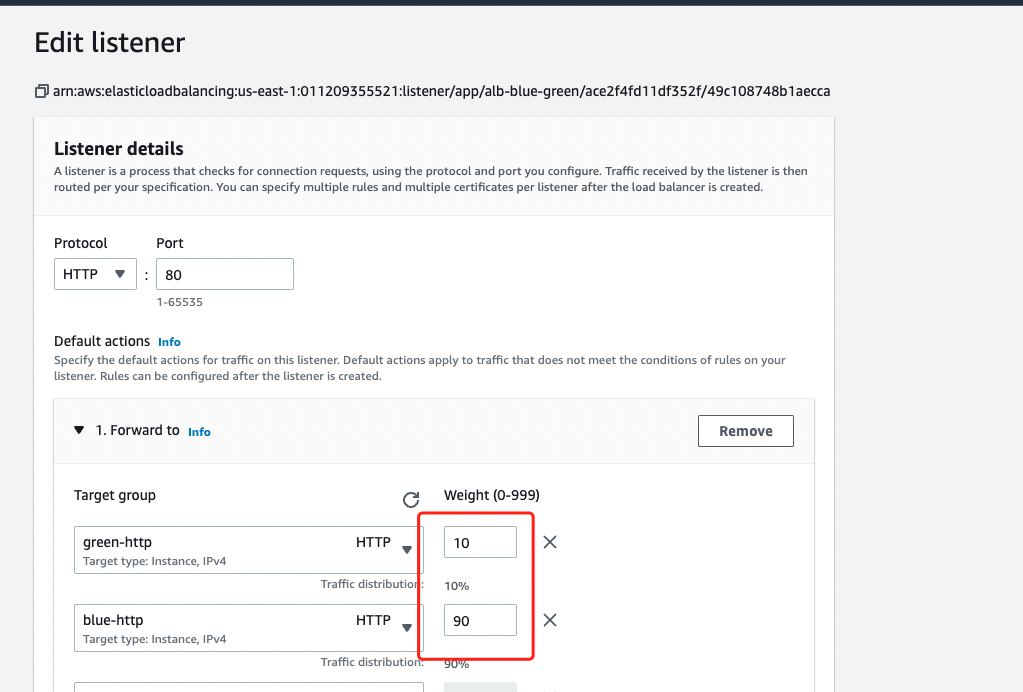 Edit listener
arn:aws:elasticloadbalancing:us-east-1:011209355521:listener/app/alb-blue-green/ace2f4fd11df352f/49c108748b1aecca
Listener details
A listener is a process that checks for connection requests, using the protocol and port you configure. Traffic received by the listener is then
routed per your specification. You can specify multiple rules and multiple certificates per listener after the load balancer is created.
Protocol Port
HTTP : 80
1-65535
Default actions Info
Specify the default actions for traffic on this listener. Default actions apply to traffic that does not meet the conditions of rules on your
listener. Rules can be configured after the listener is created.
1. Forward to Info Remove
Target group Weight (0-999)
green-http HTTP 10
Target type: Instance, IPv4
Traffic distribution: 10%
blue-http HTTP 90
Target type: Instance, IPv4
Traffic distribution: 90%